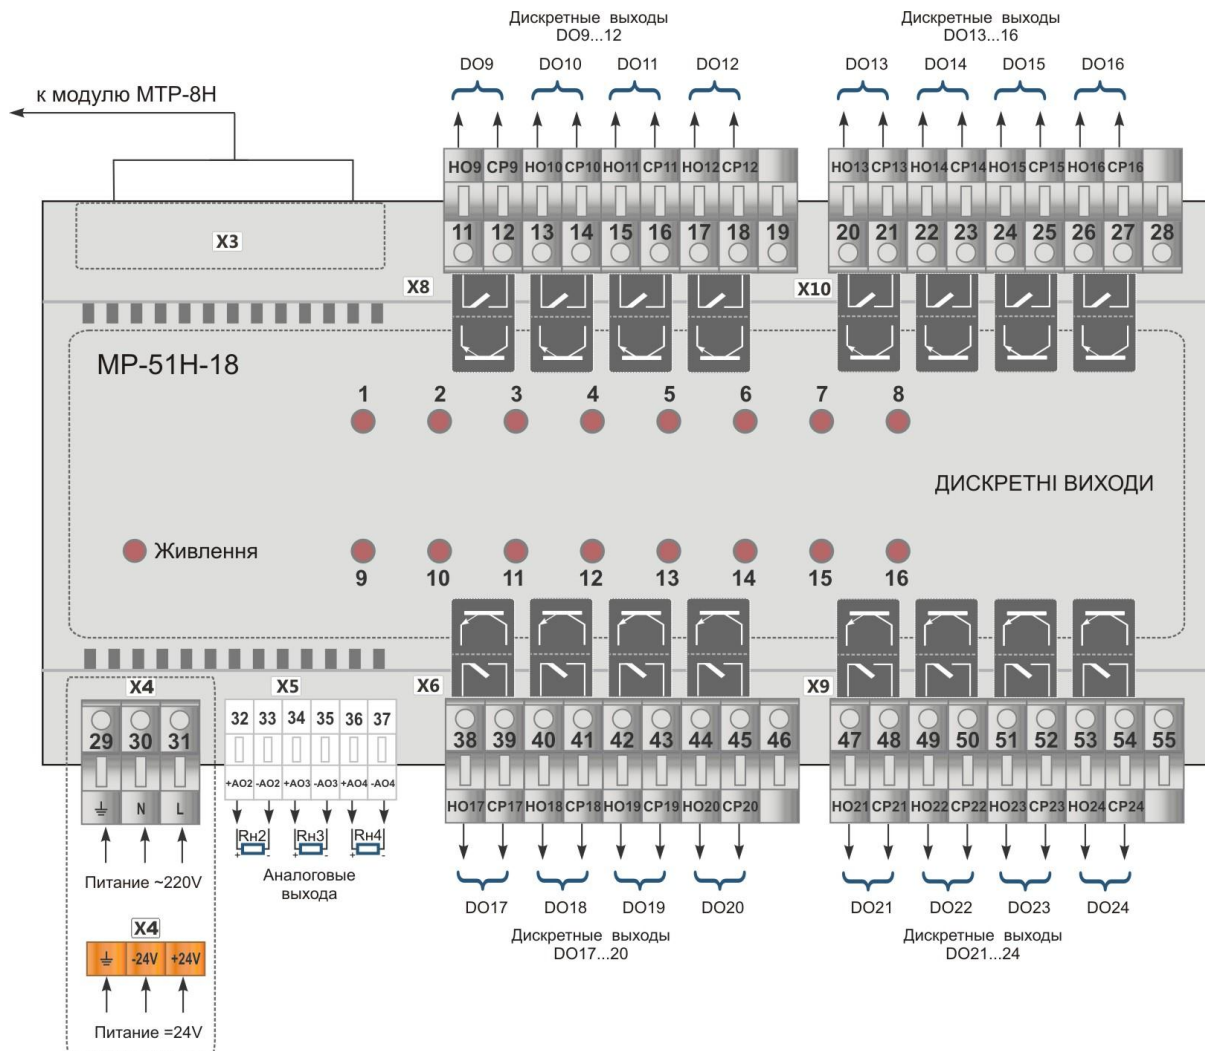 Дискретные выходы
DO9...12
Дискретные выходы
DO13...16
DO9 DO10 DO11 DO12
DO13 DO14 DO15 DO16
к модулю МТР-8Н
НО9 СР9 НО10 СР10 НО11 СР11 НО12 СР12
НО13 СР13 НО14 СР14 НО15 СР15 НО16 СР16
11 12 13 14 15 16 17 18 19
20 21 22 23 24 25 26 27 28
X3
X8
X10
МР-51Н-18
1 2 3 4 5 6 7 8
ДИСКРЕТНІ ВИХОДИ
Живлення
9 10 11 12 13 14 15 16
X4
X5
X6
X9
29 30 31
32 33 34 35 36 37
38 39 40 41 42 43 44 45 46
47 48 49 50 51 52 53 54 55
N L
+AO2 -AO2 +AO3 -AO3 +AO4 -AO4
НО17 СР17 НО18 СР18 НО19 СР19 НО20 СР20
НО21 СР21 НО22 СР22 НО23 СР23 НО24 СР24
Rн2 Rн3 Rн4
+ - + - + -
Аналоговые
выхода
Питание ~220V
DO17 DO18 DO19 DO20
DO21 DO22 DO23 DO24
Дискретные выходы
DO17...20
Дискретные выходы
DO21...24
X4
-24V +24V
Питание =24V